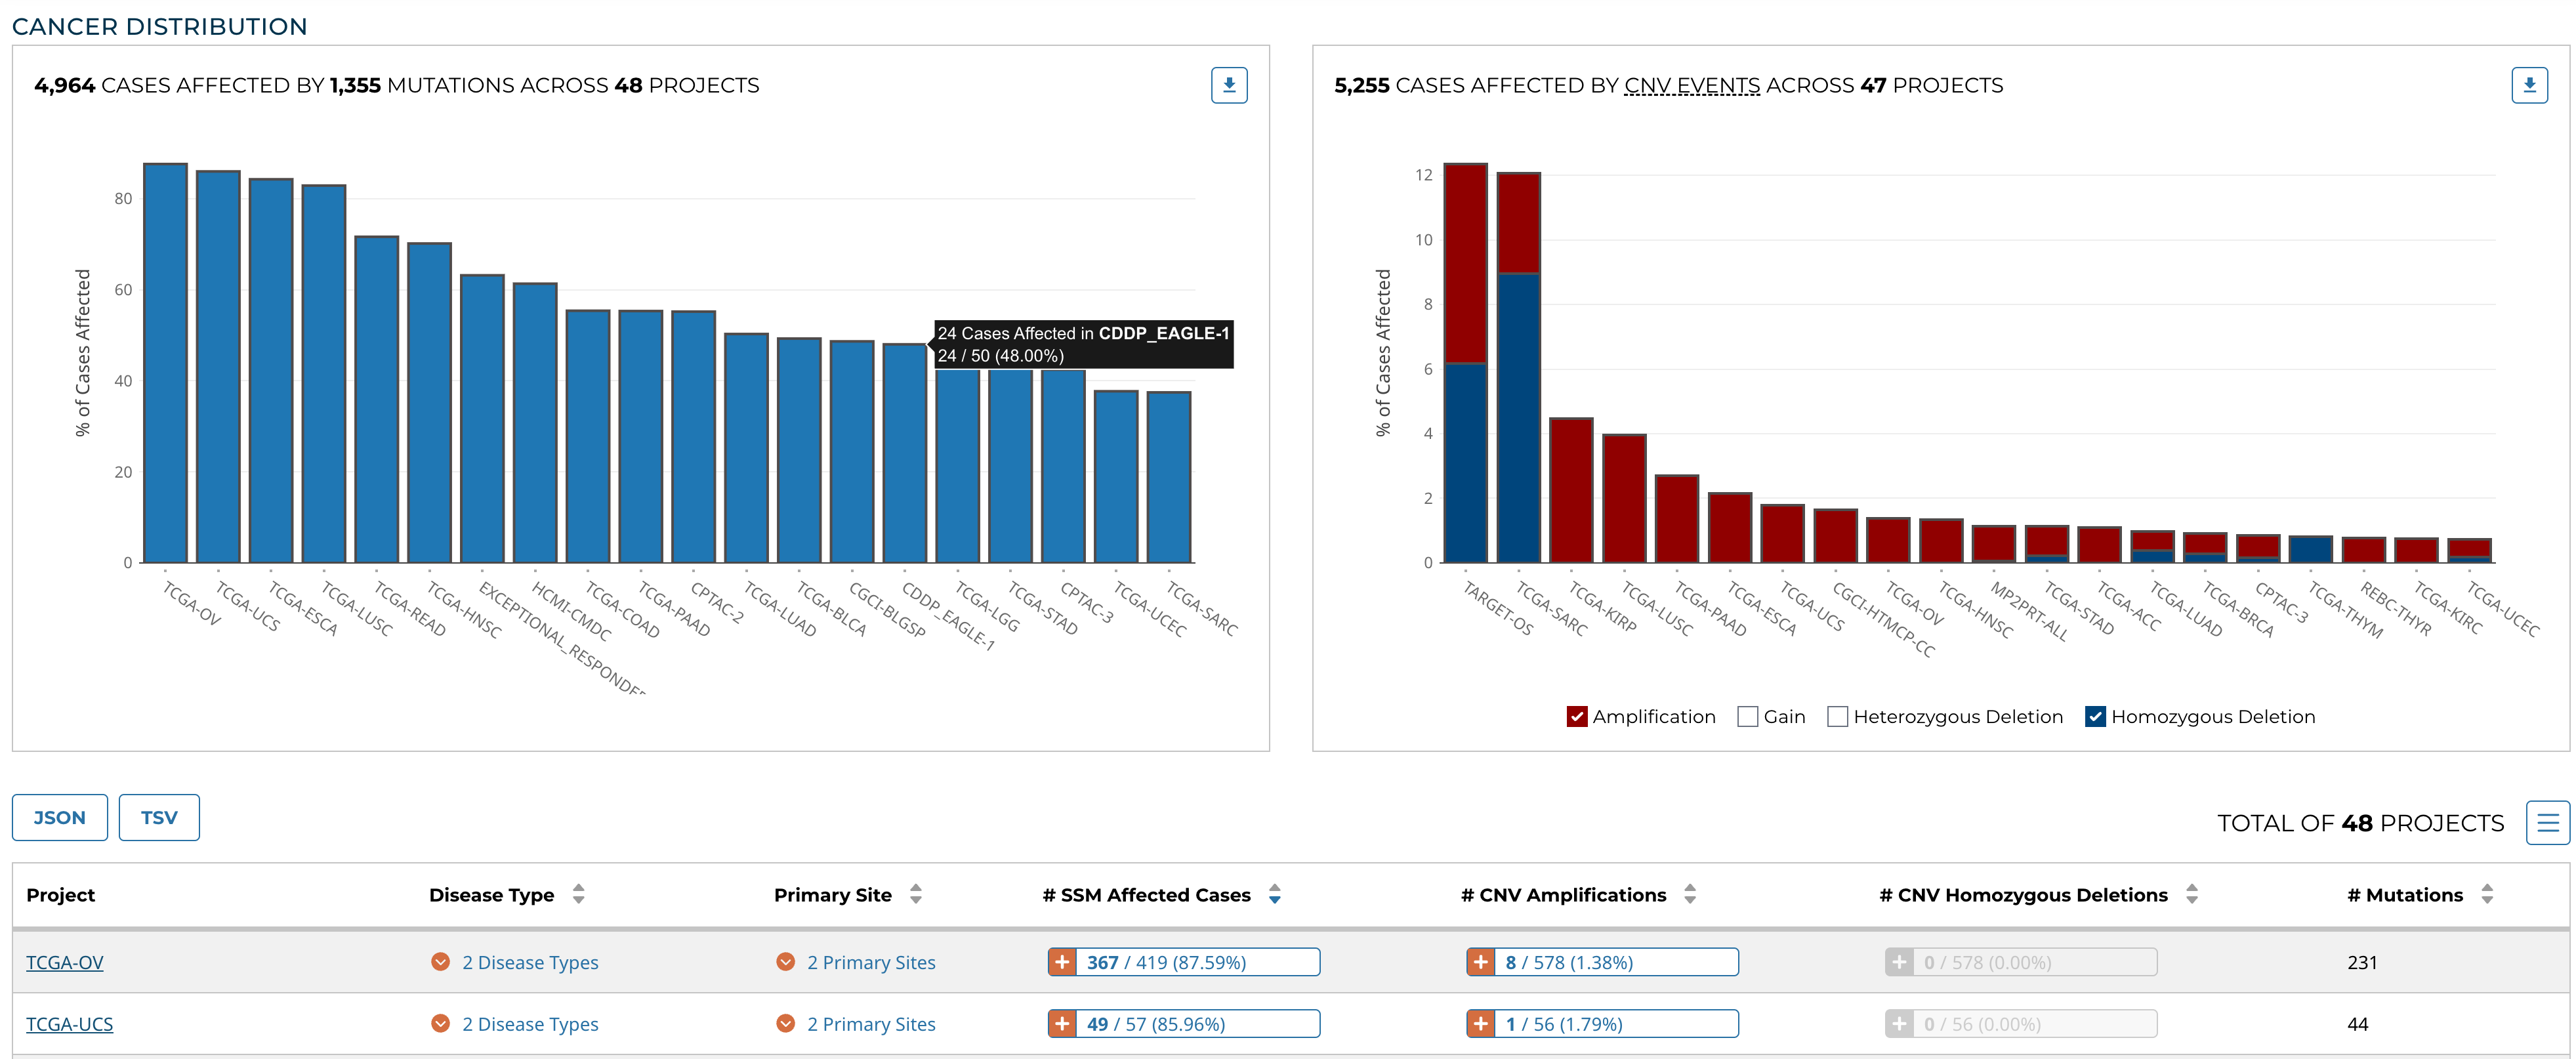 CANCER DISTRIBUTION
4,964 CASES AFFECTED BY 1,355 MUTATIONS ACROSS 48 PROJECTS
% of Cases Affected
80
60
40
20
0
24 Cases Affected in CDDP_EAGLE-1
24 / 50 (48.00%)
TCGA-OV
TCGA-UCS
TCGA-ESCA
TCGA-LUSC
TCGA-READ
TCGA-HNSC
EXCEPTIONAL_RESPONDE
HCMI-CMDC
TCGA-COAD
TCGA-PAAD
CPTAC-2
TCGA-LUAD
TCGA-BLCA
CGCI-BLGSP
CDDP_EAGLE-1
TCGA-LGG
TCGA-STAD
CPTAC-3
TCGA-UCEC
TCGA-SARC
5,255 CASES AFFECTED BY CNV EVENTS ACROSS 47 PROJECTS
% of Cases Affected
12
10
8
6
4
2
0
TARGET-OS
TCGA-SARC
TCGA-KIRP
TCGA-LUSC
TCGA-PAAD
TCGA-ESCA
TCGA-UCS
CGCI-HTMCP-CC
TCGA-OV
TCGA-HNSC
MP2PRT-ALL
TCGA-STAD
TCGA-ACC
TCGA-LUAD
TCGA-BRCA
CPTAC-3
TCGA-THYM
REBC-THYR
TCGA-KIRC
TCGA-UCEC
Amplification Gain Heterozygous Deletion Homozygous Deletion
JSON TSV
TOTAL OF 48 PROJECTS
Project Disease Type Primary Site # SSM Affected Cases # CNV Amplifications # CNV Homozygous Deletions # Mutations
TCGA-OV 2 Disease Types 2 Primary Sites 367 / 419 (87.59%) 8 / 578 (1.38%) 0 / 578 (0.00%) 231
TCGA-UCS 2 Disease Types 2 Primary Sites 49 / 57 (85.96%) 1 / 56 (1.79%) 0 / 56 (0.00%) 44